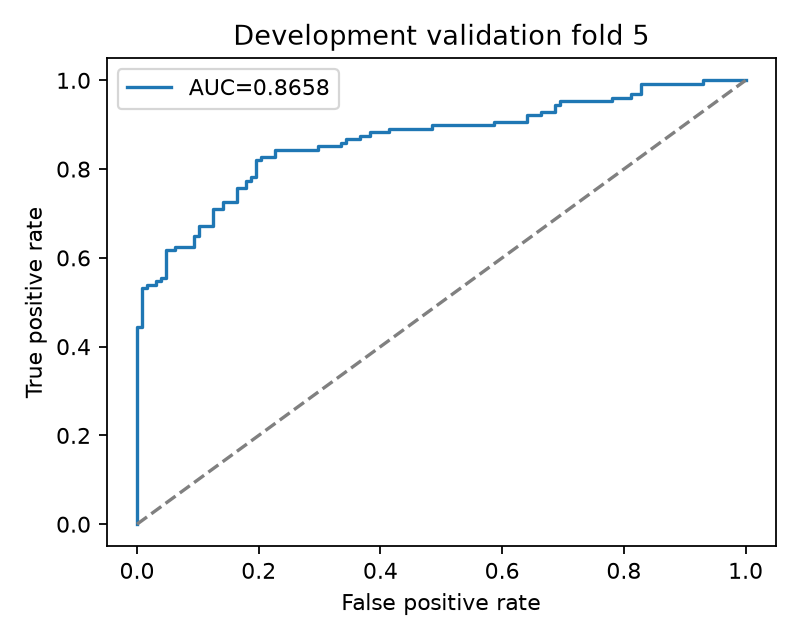 Development validation fold 5
AUC=0.8658
1.0
0.8
0.6
0.4
0.2
0.0
True positive rate
0.0 0.2 0.4 0.6 0.8 1.0
False positive rate